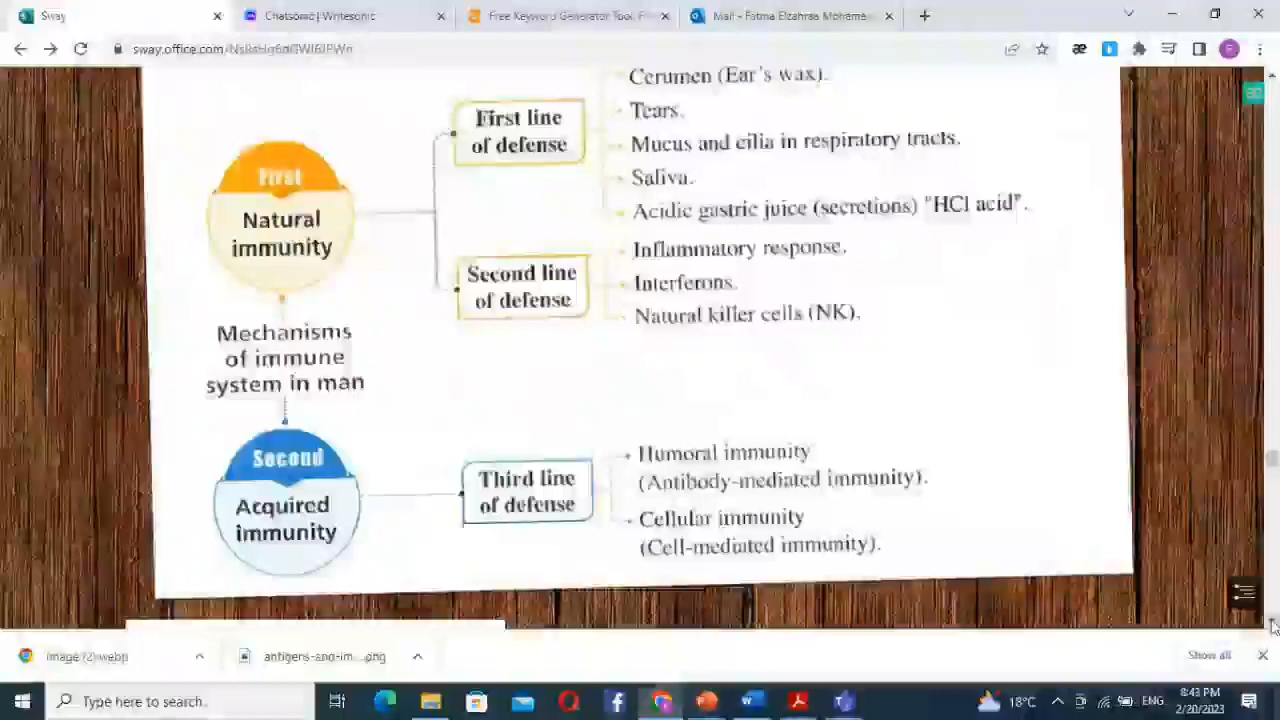 Sway
Chatsonic | Writesonic
Free Keyword Generator Tool
Mail - Fatma Elzahraa Mohame
sway.office.com/
Cerumen (Ear's wax).
Tears.
Mucus and cilia in respiratory tracts.
Saliva.
Acidic gastric juice (secretions) "HCl acid".
First line
of defense
First
Natural
immunity
Inflammatory response.
Interferons.
Natural killer cells (NK).
Second line
of defense
Mechanisms
of immune
system in man
Second
Acquired
immunity
Third line
of defense
Humoral immunity
(Antibody-mediated immunity).
Cellular immunity
(Cell-mediated immunity).
image (2).webp
antigens-and-im....png
Show all
Type here to search
18°C
ENG
8:43 PM
2/20/2023